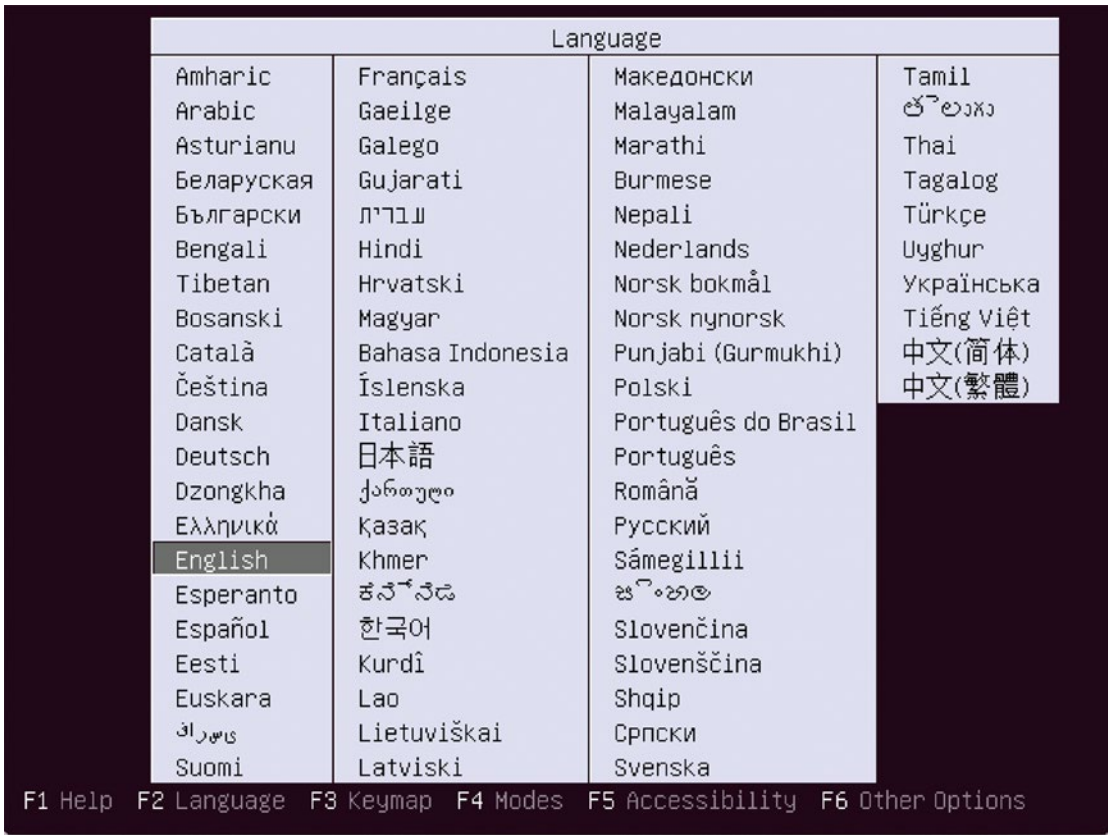 Language
Amharic
Arabic
Asturianu
Беларуская
Български
Bengali
Tibetan
Bosanski
Català
Čeština
Dansk
Deutsch
Dzongkha
Ελληνικά
English
Esperanto
Español
Eesti
Euskara
فارسی
Suomi
Français
Gaeilge
Galego
Gujarati
עברית
Hindi
Hrvatski
Magyar
Bahasa Indonesia
Íslenska
Italiano
日本語
ქართული
Қазақ
Khmer
ಕನ್ನಡ
한국어
Kurdî
Lao
Lietuviškai
Latviski
Македонски
Malayalam
Marathi
Burmese
Nepali
Nederlands
Norsk bokmål
Norsk nynorsk
Punjabi (Gurmukhi)
Polski
Português do Brasil
Português
Română
Русский
Sámegillii
සිංහල
Slovenčina
Slovenščina
Shqip
Српски
Svenska
Tamil
తెలుగు
Thai
Tagalog
Türkçe
Uyghur
Українська
Tiếng Việt
中文(简体)
中文(繁體)
F1 Help F2 Language F3 Keymap F4 Modes F5 Accessibility F6 Other Options